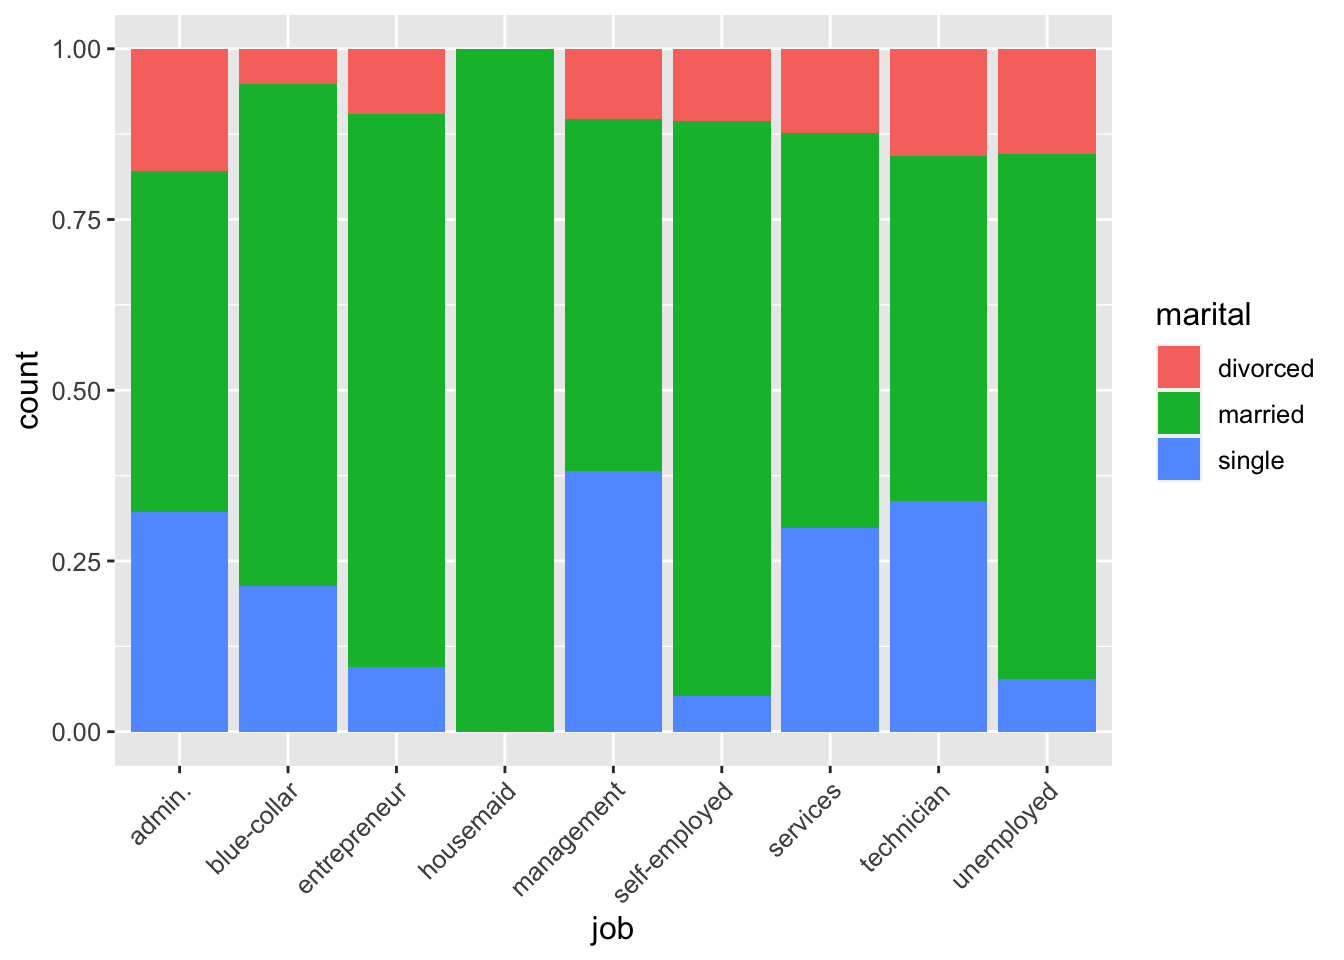 1.00
0.75
0.50
0.25
0.00
count
admin.
blue-collar
entrepreneur
housemaid
management
self-employed
services
technician
unemployed
job
marital
divorced
married
single